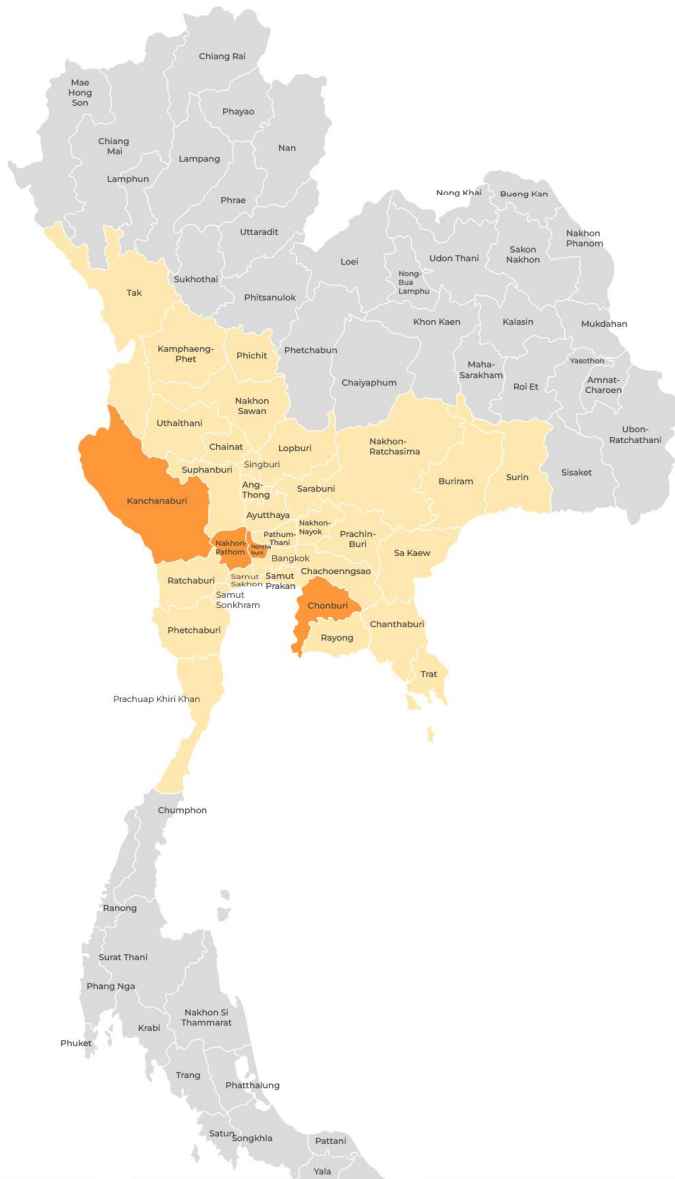 Chiang Rai
Mae
Hong
Son
Phayao
Chiang
Mai
Nan
Lampang
Lamphun
Phrae
Nong Khai
Bueng Kan
Uttaradit
Nakhon
Phanom
Loei
Udon Thani
Sakon
Nakhon
Sukhothai
Nong-
Bua
Lamphu
Tak
Phitsanulok
Khon Kaen
Kalasin
Mukdahan
Kamphaeng-
Phet
Phichit
Phetchabun
Maha-
Sarakham
Yasothon
Chaiyaphum
Roi Et
Amnat-
Charoen
Nakhon
Sawan
Uthaithani
Ubon-
Ratchathani
Chainat
Lopburi
Nakhon-
Ratchasima
Singburi
Suphanburi
Buriram
Surin
Sisaket
Ang-
Thong
Sarabuni
Kanchanaburi
Ayutthaya
Nakhon-
Nayok
Pathum-
Thani
Prachin-
Buri
Nakhon-
Pathom
buri
Bangkok
Sa Kaew
Chachoenngsao
Ratchaburi
Samut
Sakhon
Samut
Prakan
Samut
Sonkhram
Chonburi
Chanthaburi
Phetchaburi
Rayong
Trat
Prachuap Khiri Khan
Chumphon
Ranong
Surat Thani
Phang Nga
Nakhon Si
Thammarat
Krabi
Phuket
Trang
Phatthalung
Satun
Songkhla
Pattani
Yala